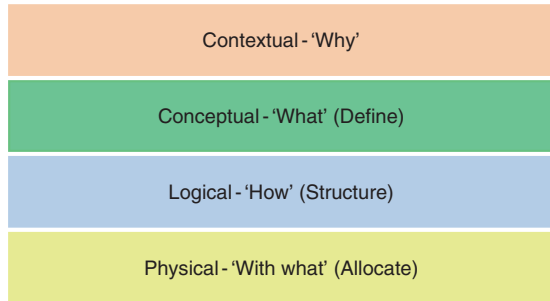 Contextual - ‘Why’
Conceptual - ‘What’ (Define)
Logical - ‘How’ (Structure)
Physical - ‘With what’ (Allocate)